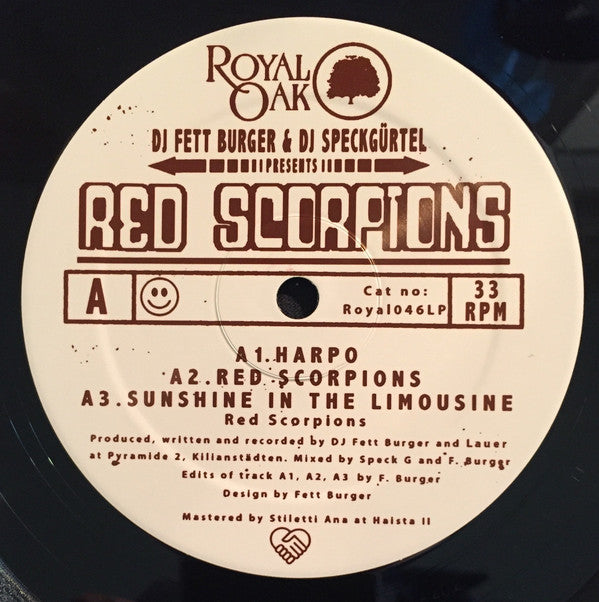 ROYAL
OAK
DJ FETT BURGER & DJ SPECKGÜRTEL
PRESENTS
RED SCORPIONS
A
Cat no:
Royal046LP
33
RPM
A1.HARPO
A2.RED SCORPIONS
A3.SUNSHINE IN THE LIMOUSINE
Red Scorpions
Produced, written and recorded by DJ Fett Burger and Lauer
at Pyramide 2, Kilianstädten. Mixed by Speck G and F. Burger
Edits of track A1, A2, A3 by F. Burger
Design by Fett Burger
Mastered by Stiletti Ana at Haista II